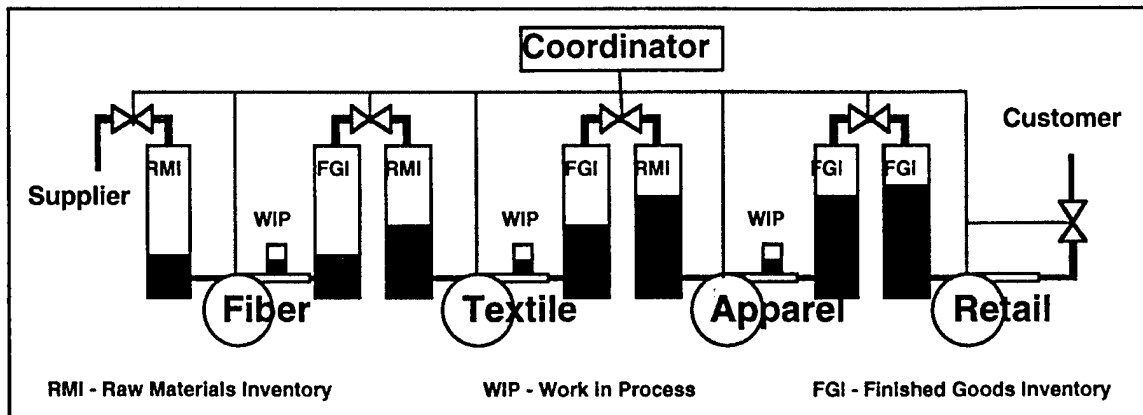 Coordinator
Customer
Supplier
RMI
FGI
RMI
FGI
RMI
FGI
FGI
WIP
WIP
WIP
Fiber
Textile
Apparel
Retail
RMI - Raw Materials Inventory
WIP - Work in Process
FGI - Finished Goods Inventory